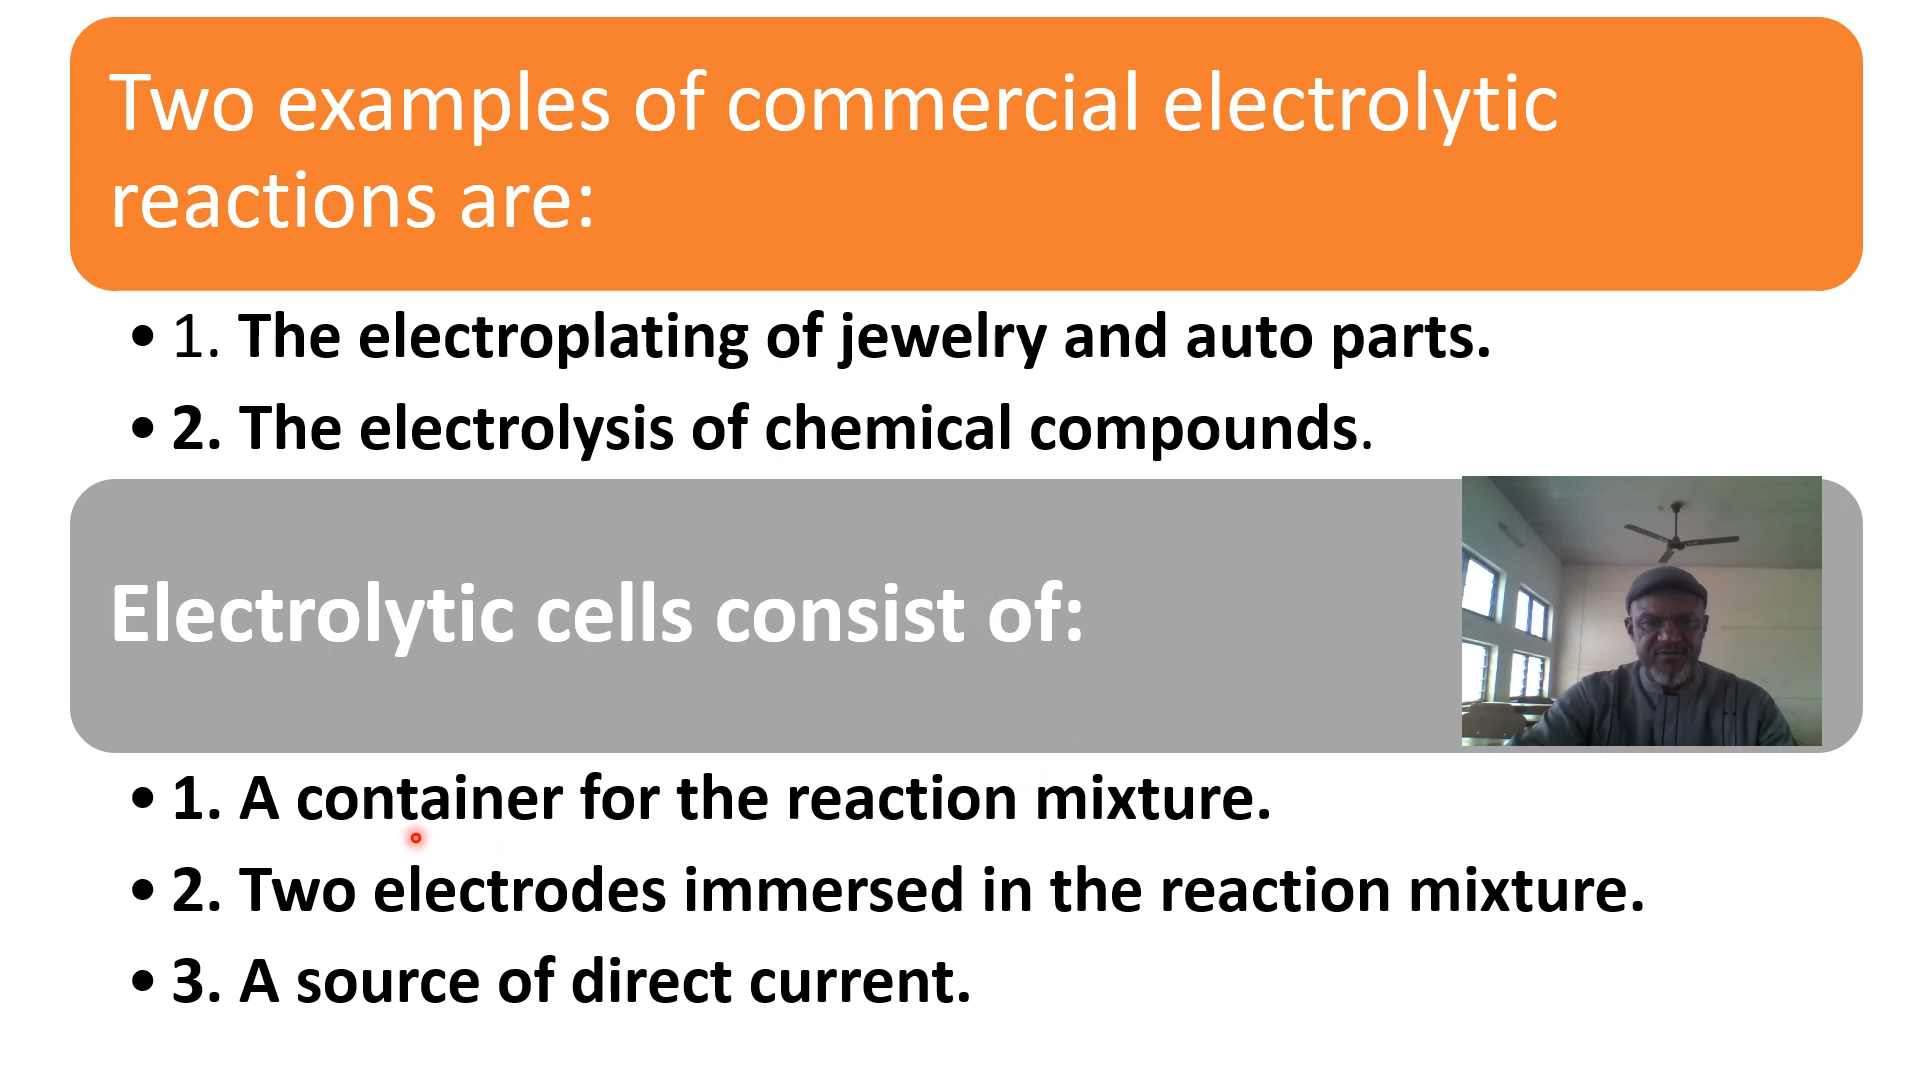 Two examples of commercial electrolytic
reactions are:
• 1. The electroplating of jewelry and auto parts.
• 2. The electrolysis of chemical compounds.
Electrolytic cells consist of:
• 1. A container for the reaction mixture.
• 2. Two electrodes immersed in the reaction mixture.
• 3. A source of direct current.